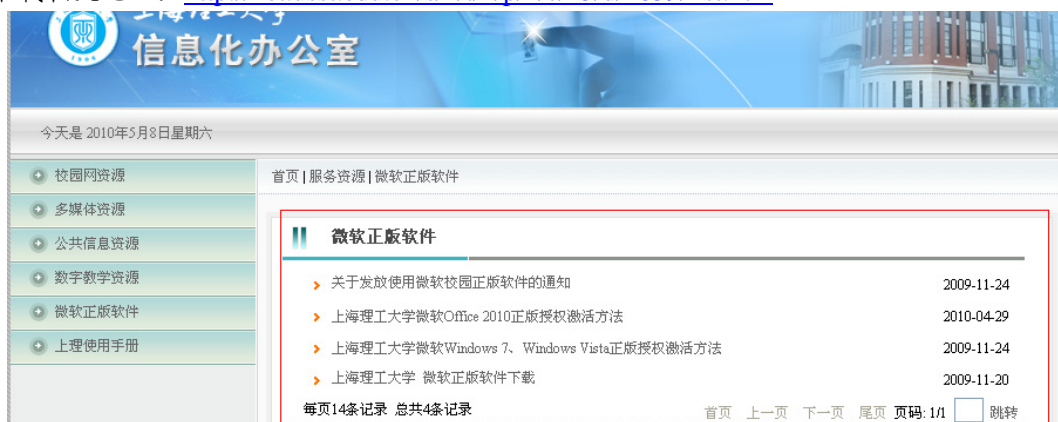 信息化办公室
今天是 2010年5月8日星期六
校园网资源
多媒体资源
公共信息资源
数字教学资源
微软正版软件
上理使用手册
首页 | 服务资源 | 微软正版软件
微软正版软件
关于发放使用微软校园正版软件的通知 2009-11-24
上海理工大学微软Office 2010正版授权激活方法 2010-04-29
上海理工大学微软Windows 7、Windows Vista正版授权激活方法 2009-11-24
上海理工大学 微软正版软件下载 2009-11-20
每页14条记录 总共4条记录 首页 上一页 下一页 尾页 页码: 1/1 跳转